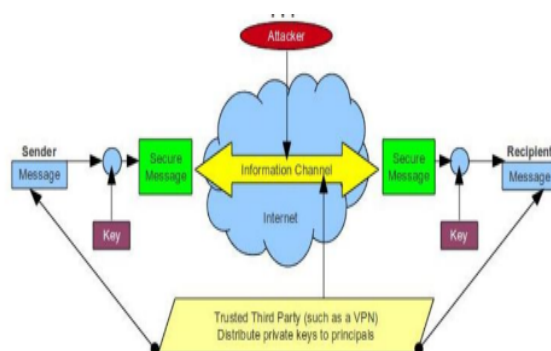 Attacker
Sender
Message
Secure
Message
Information Channel
Internet
Secure
Message
Recipient
Message
Key
Key
Trusted Third Party (such as a VPN)
Distribute private keys to principals